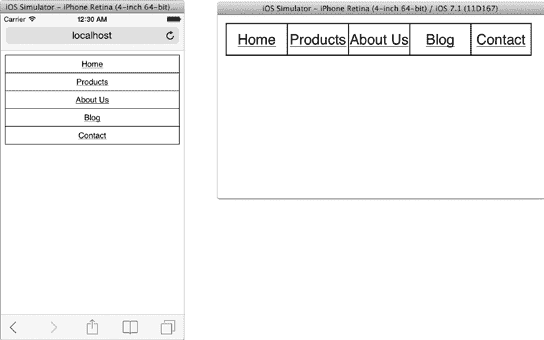 iOS Simulator – iPhone Retina (4-inch 64-bit)...
Carrier 12:30 AM
localhost
Home
Products
About Us
Blog
Contact
iOS Simulator – iPhone Retina (4-inch 64-bit) / iOS 7.1 (11D167)
Home Products About Us Blog Contact